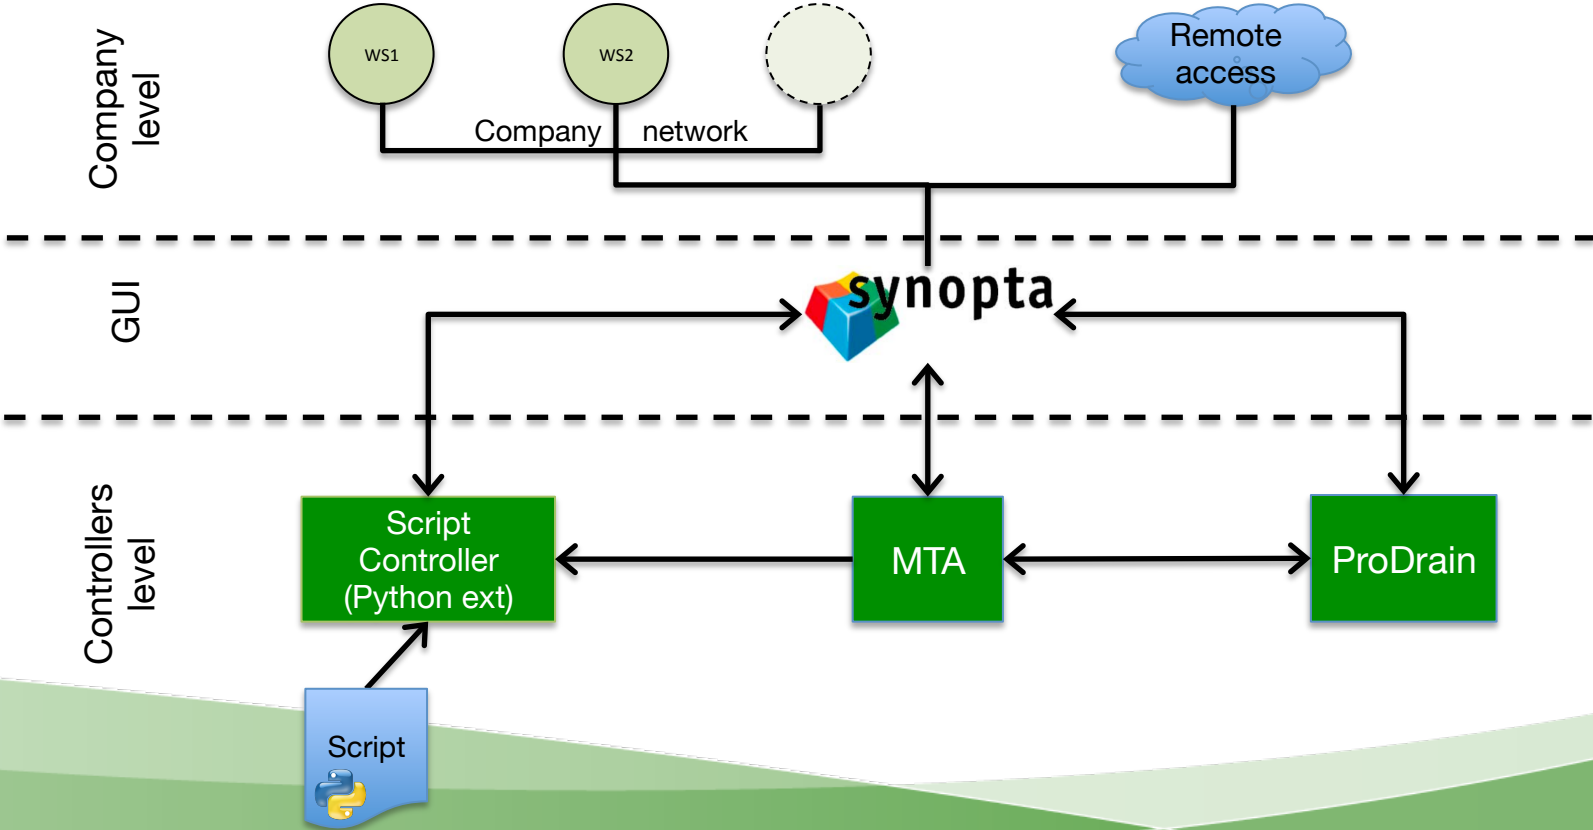 Company
level
WS1
WS2
Remote
access
Company network
GUI
synopta
Controllers
level
Script
Controller
(Python ext)
MTA
ProDrain
Script